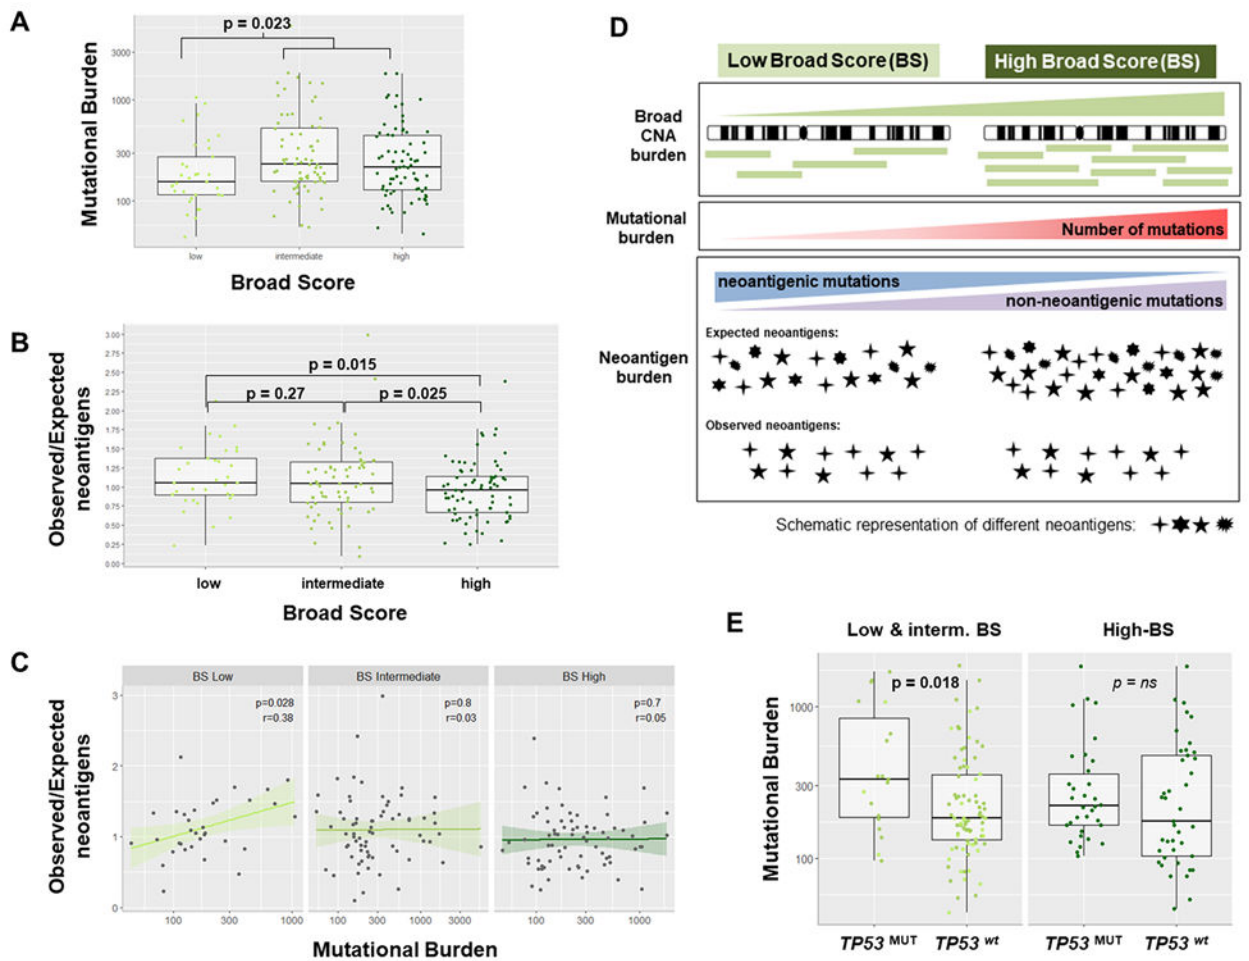 A
p = 0.023
Mutational Burden
3000
1000
300
100
low
intermediate
high
Broad Score
B
p = 0.015
p = 0.27
p = 0.025
Observed/Expected
neoantigens
3.00
2.75
2.50
2.25
2.00
1.75
1.50
1.25
1.00
0.75
0.50
0.25
0.00
low
intermediate
high
Broad Score
C
BS Low
BS Intermediate
BS High
p=0.028
r=0.38
p=0.8
r=0.03
p=0.7
r=0.05
Observed/Expected
neoantigens
3
2
1
0
100
300
1000
100
300
1000
3000
100
300
1000
Mutational Burden
D
Low Broad Score (BS)
High Broad Score (BS)
Broad
CNA
burden
Mutational
burden
Number of mutations
neoantigenic mutations
non-neoantigenic mutations
Neoantigen
burden
Expected neoantigens:
Observed neoantigens:
Schematic representation of different neoantigens:
E
Low & interm. BS
High-BS
p = 0.018
p = ns
Mutational Burden
1000
300
100
TP53 MUT
TP53 wt
TP53 MUT
TP53 wt